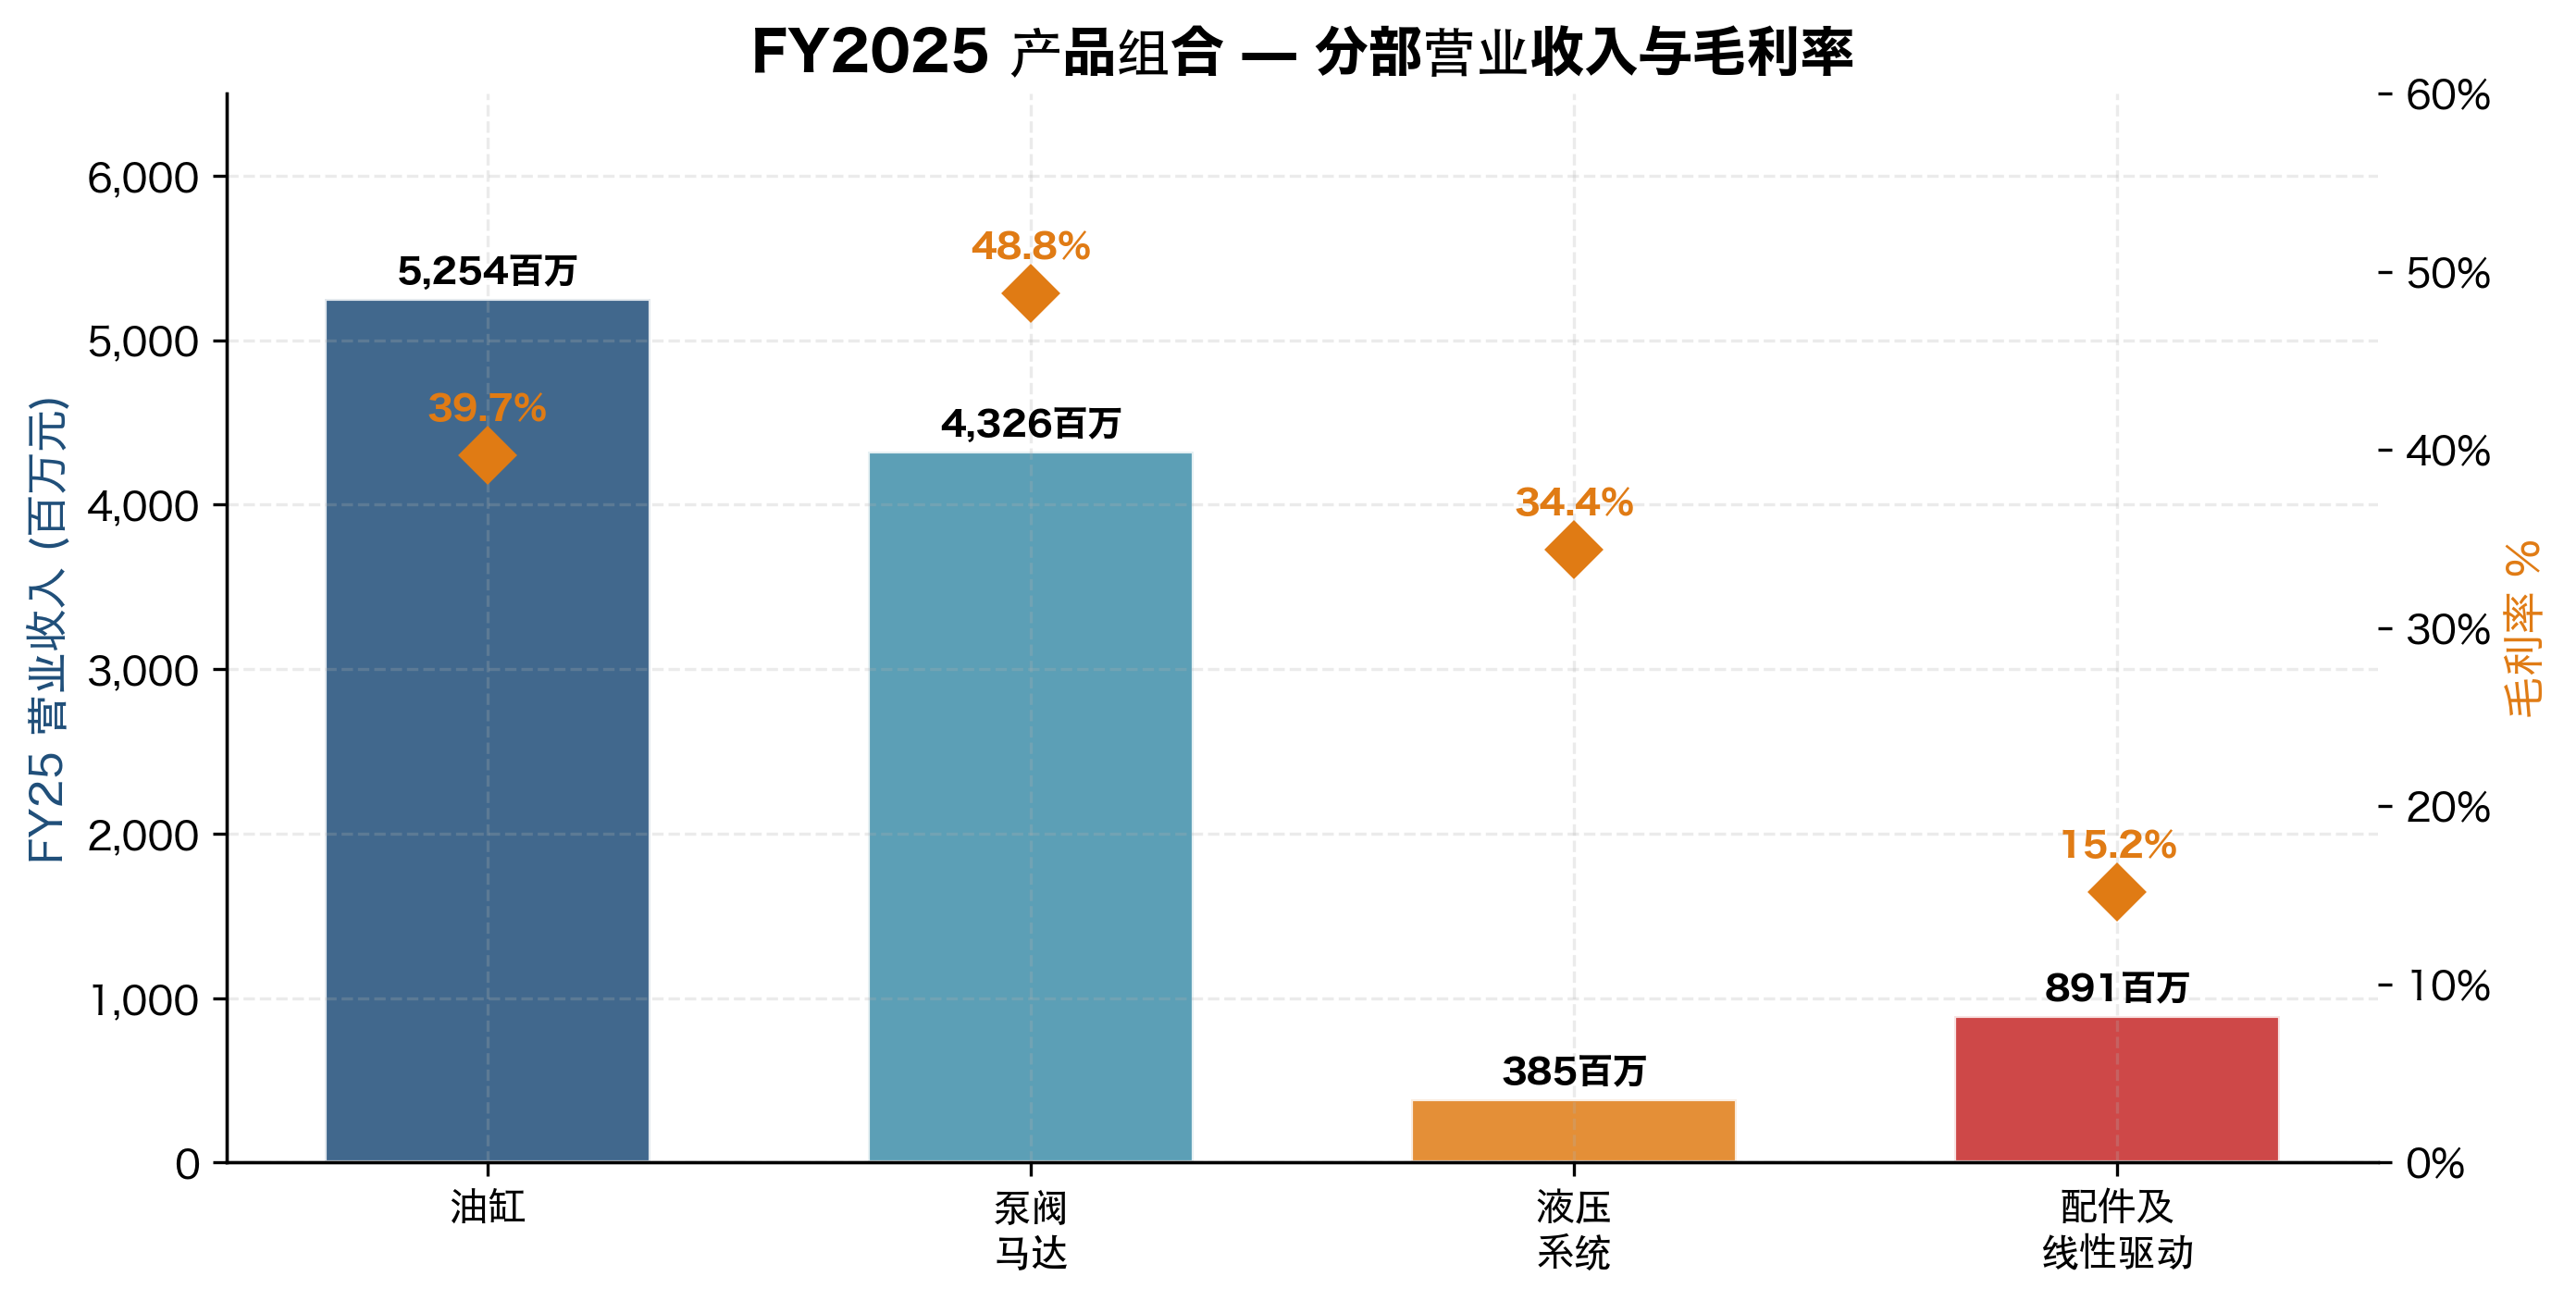 FY2025 产品组合 — 分部营业收入与毛利率
FY25 营业收入 (百万元)
6,000
5,000
4,000
3,000
2,000
1,000
0
5,254百万
39.7%
48.8%
4,326百万
34.4%
385百万
15.2%
891百万
60%
50%
40%
30%
20%
10%
0%
毛利率 %
油缸
泵阀
马达
液压
系统
配件及
线性驱动